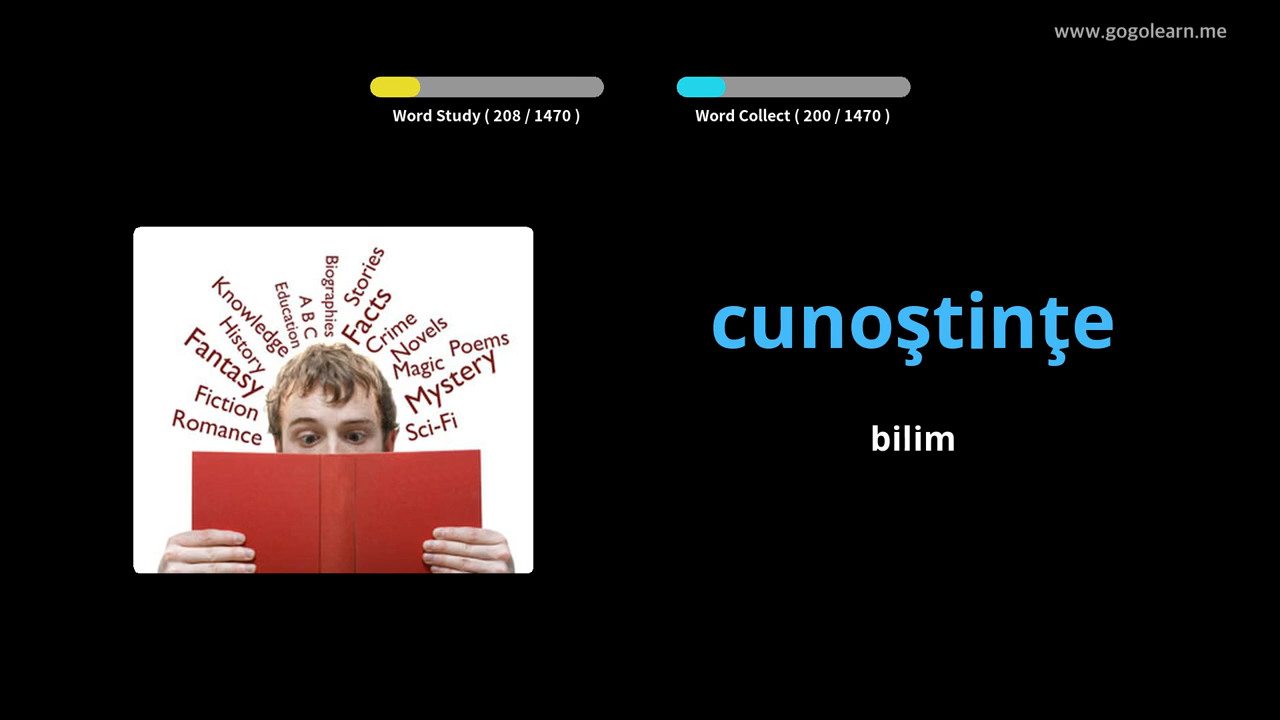 www.gogolearn.me
Word Study ( 208 / 1470 )
Word Collect ( 200 / 1470 )
Biographies
Stories
Education
A B C
Facts
Knowledge
Crime
History
Novels
Fantasy
Magic
Poems
Mystery
Fiction
Romance
Sci-Fi
cunoştinţe
bilim